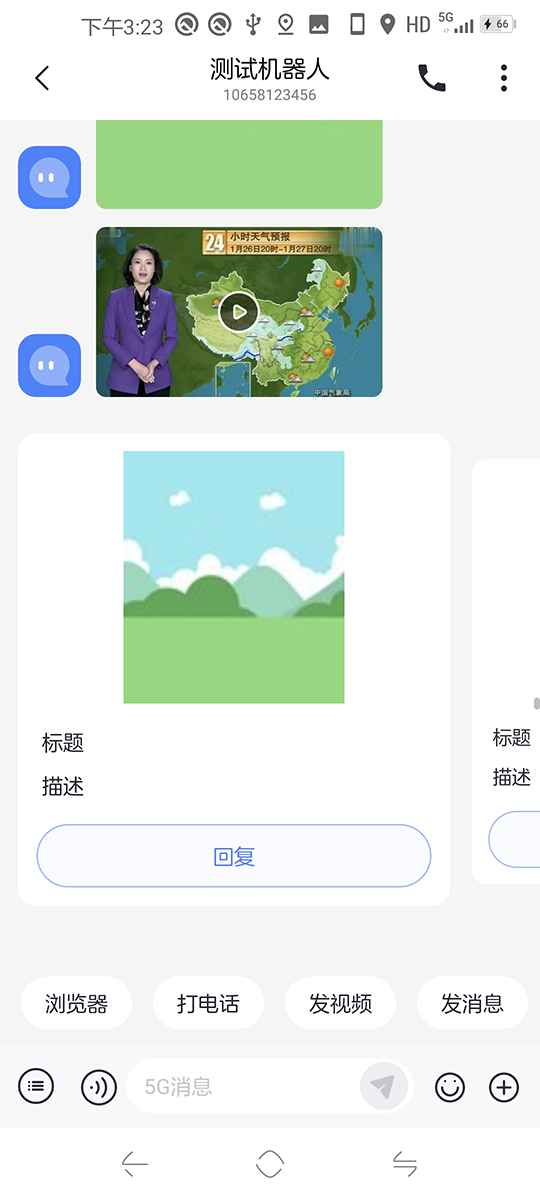 下午3:23
HD 5G 66
测试机器人
10658123456
24 小时天气预报
1月26日20时-1月27日20时
中国气象局
标题
描述
回复
标题
描述
浏览器 打电话 发视频 发消息
5G消息